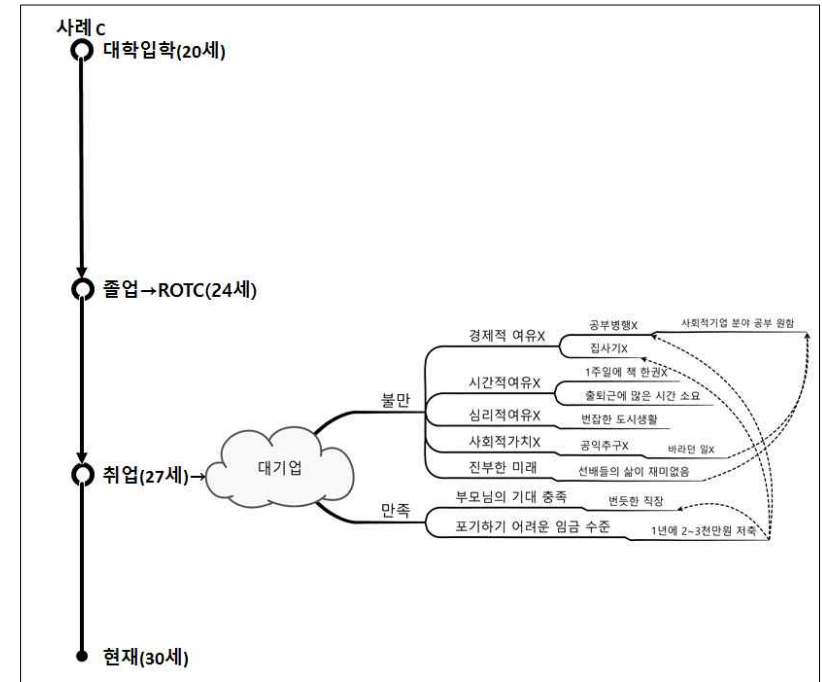 사례 C
대학입학(20세)
졸업→ROTC(24세)
취업(27세)→
현재(30세)
대기업
불만
경제적 여유X
공부병행X
사회적기업 분야 공부 원함
집사기X
시간적여유X
1주일에 책 한권X
출퇴근에 많은 시간 소요
심리적여유X
번잡한 도시생활
사회적가치X
공익추구X
바라던 일X
진부한 미래
선배들의 삶이 재미없음
만족
부모님의 기대 충족
번듯한 직장
포기하기 어려운 임금 수준
1년에 2~3천만원 저축